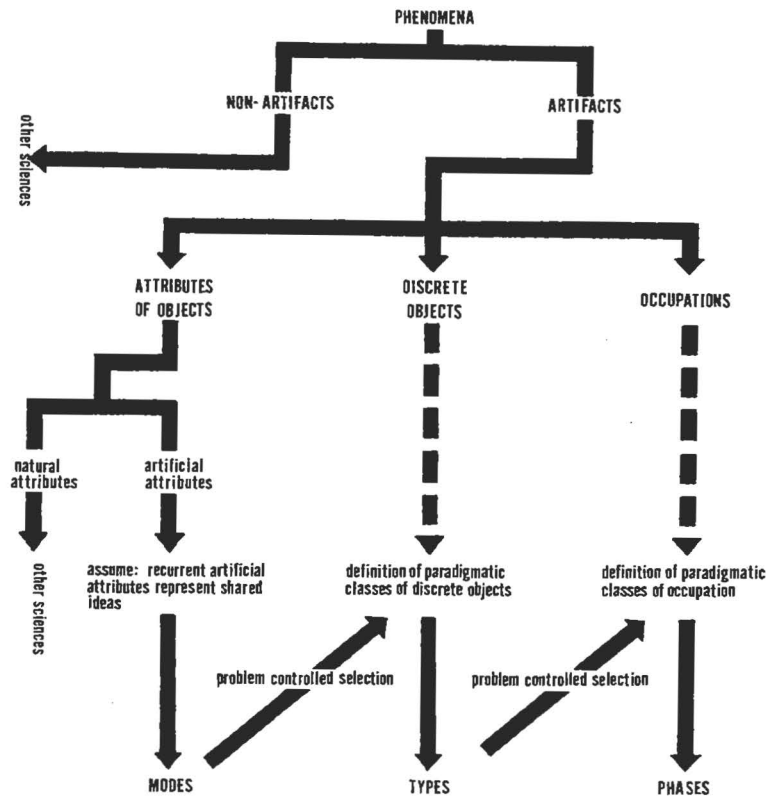 PHENOMENA
NON-ARTIFACTS
ARTIFACTS
other sciences
ATTRIBUTES
OF OBJECTS
DISCRETE
OBJECTS
OCCUPATIONS
natural
attributes
artificial
attributes
other sciences
assume: recurrent artificial
attributes represent shared
ideas
definition of paradigmatic
classes of discrete objects
definition of paradigmatic
classes of occupation
problem controlled selection
problem controlled selection
MODES
TYPES
PHASES